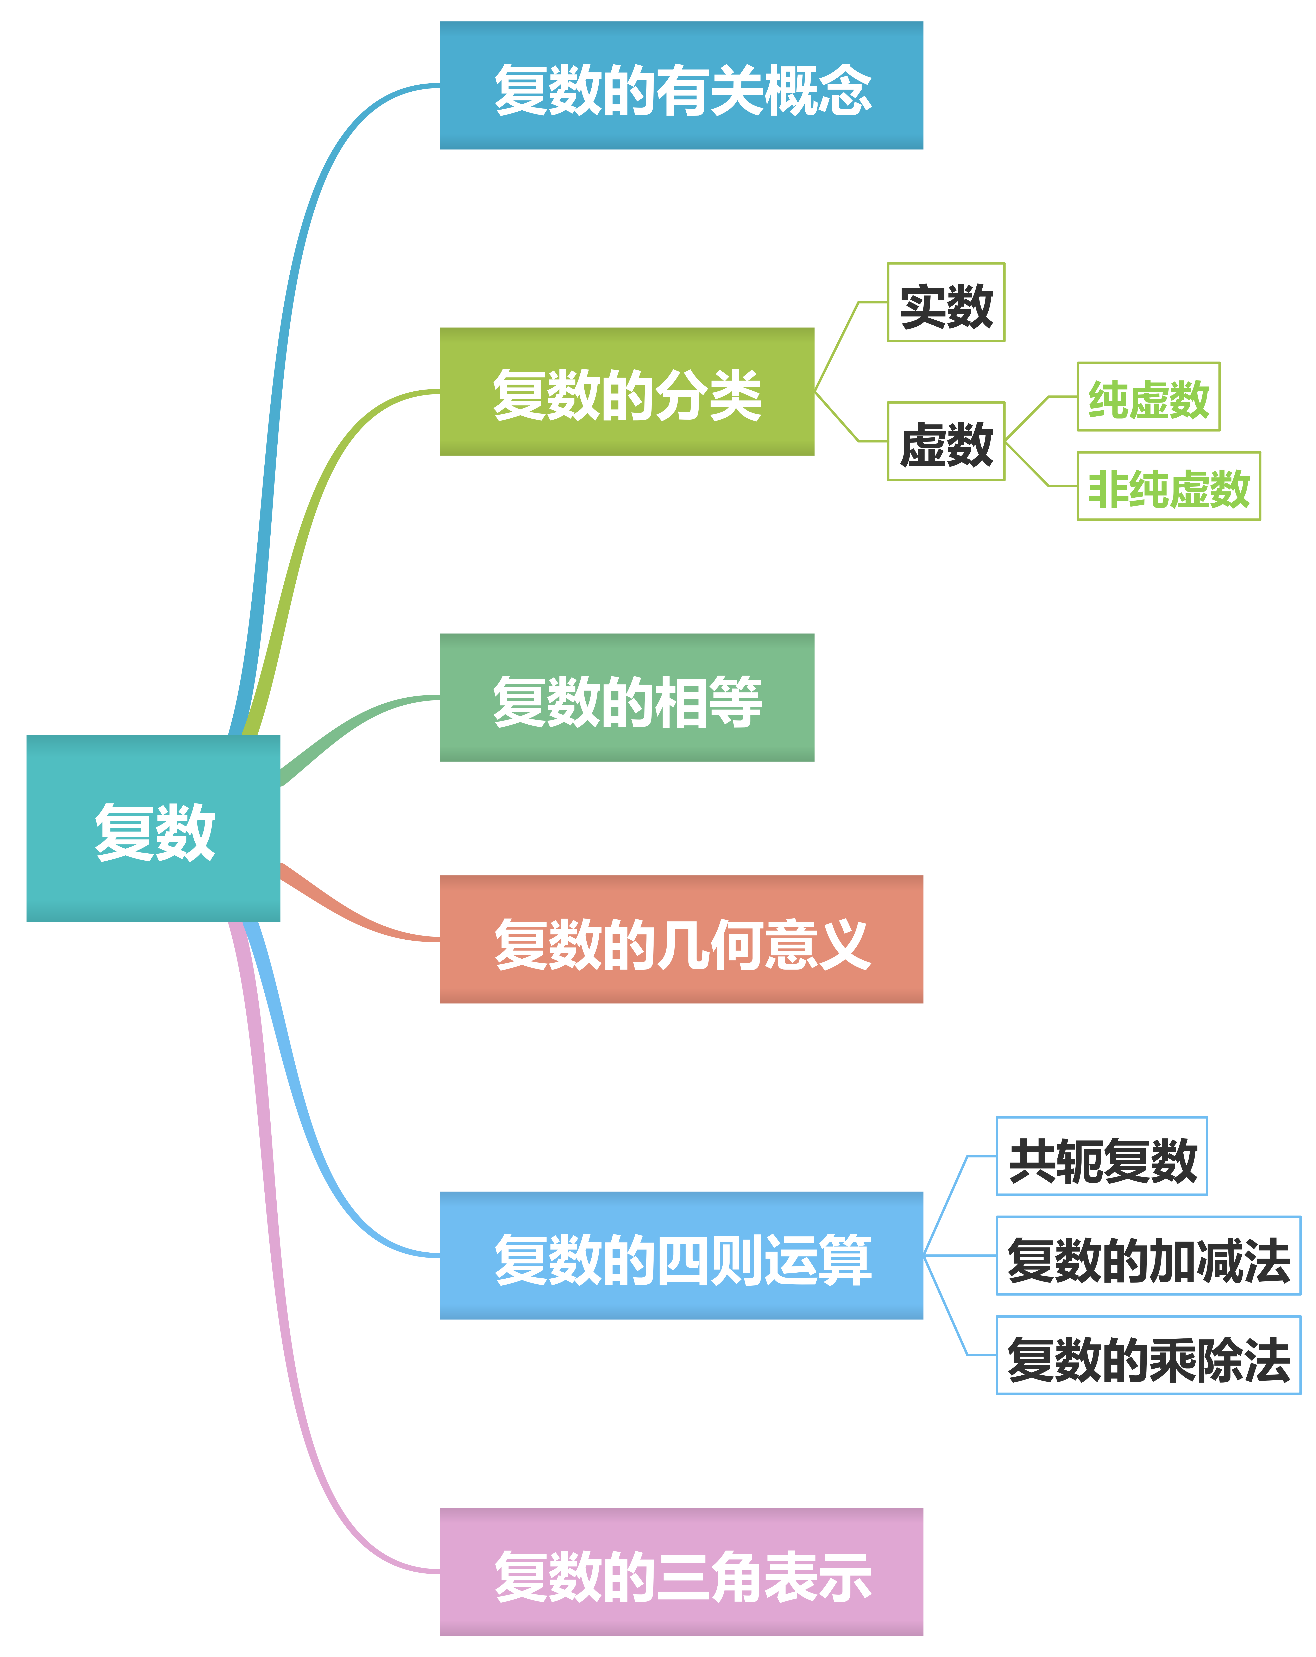 复数的有关概念
实数
复数的分类
纯虚数
虚数
非纯虚数
复数的相等
复数
复数的几何意义
共轭复数
复数的四则运算
复数的加减法
复数的乘除法
复数的三角表示